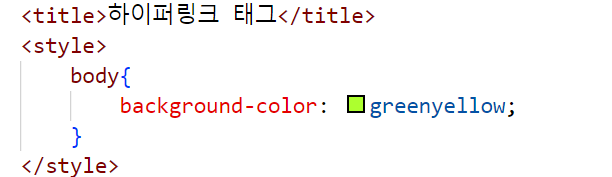 <title>하이퍼링크 태그</title>
<style>
body{
background-color: greenyellow;
}
</style>